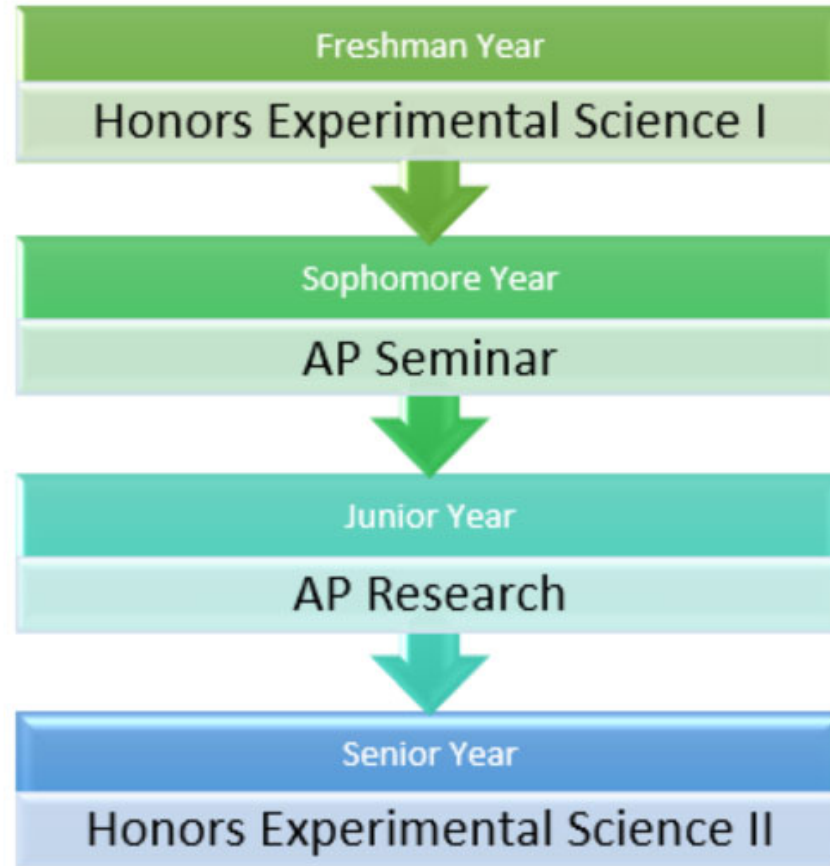 Freshman Year
Honors Experimental Science I
Sophomore Year
AP Seminar
Junior Year
AP Research
Senior Year
Honors Experimental Science II